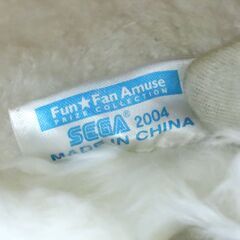 Fun★Fan Amuse
PRIZE COLLECTION
SEGA® 2004
MADE IN CHINA